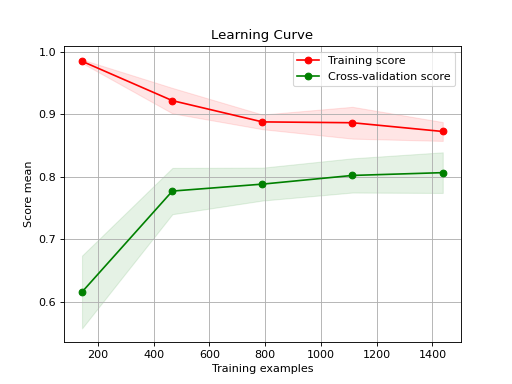 Learning Curve
Training score
Cross-validation score
1.0
0.9
0.8
0.7
0.6
Score mean
200 400 600 800 1000 1200 1400
Training examples